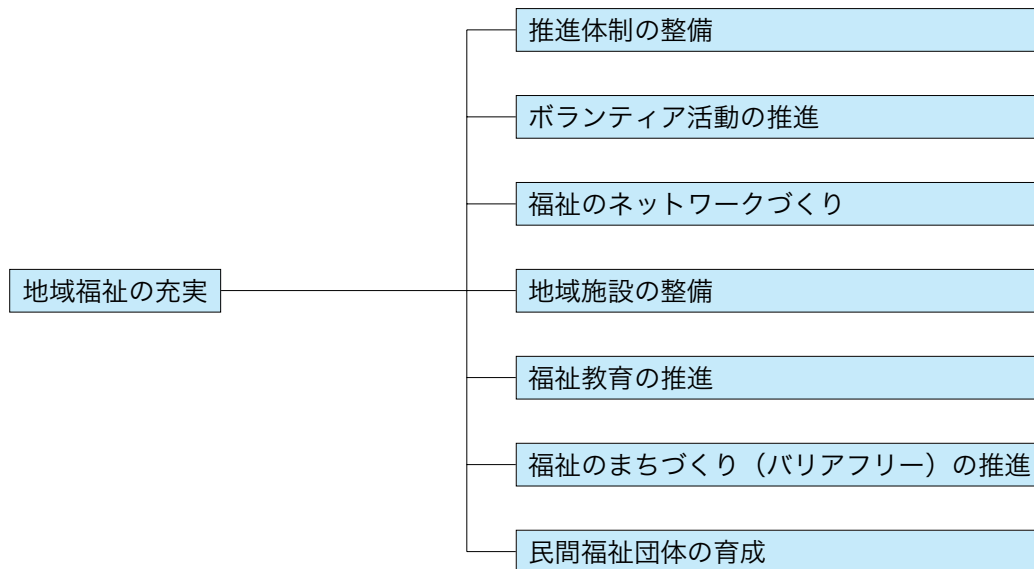 推進体制の整備
ボランティア活動の推進
福祉のネットワークづくり
地域福祉の充実
地域施設の整備
福祉教育の推進
福祉のまちづくり（バリアフリー）の推進
民間福祉団体の育成